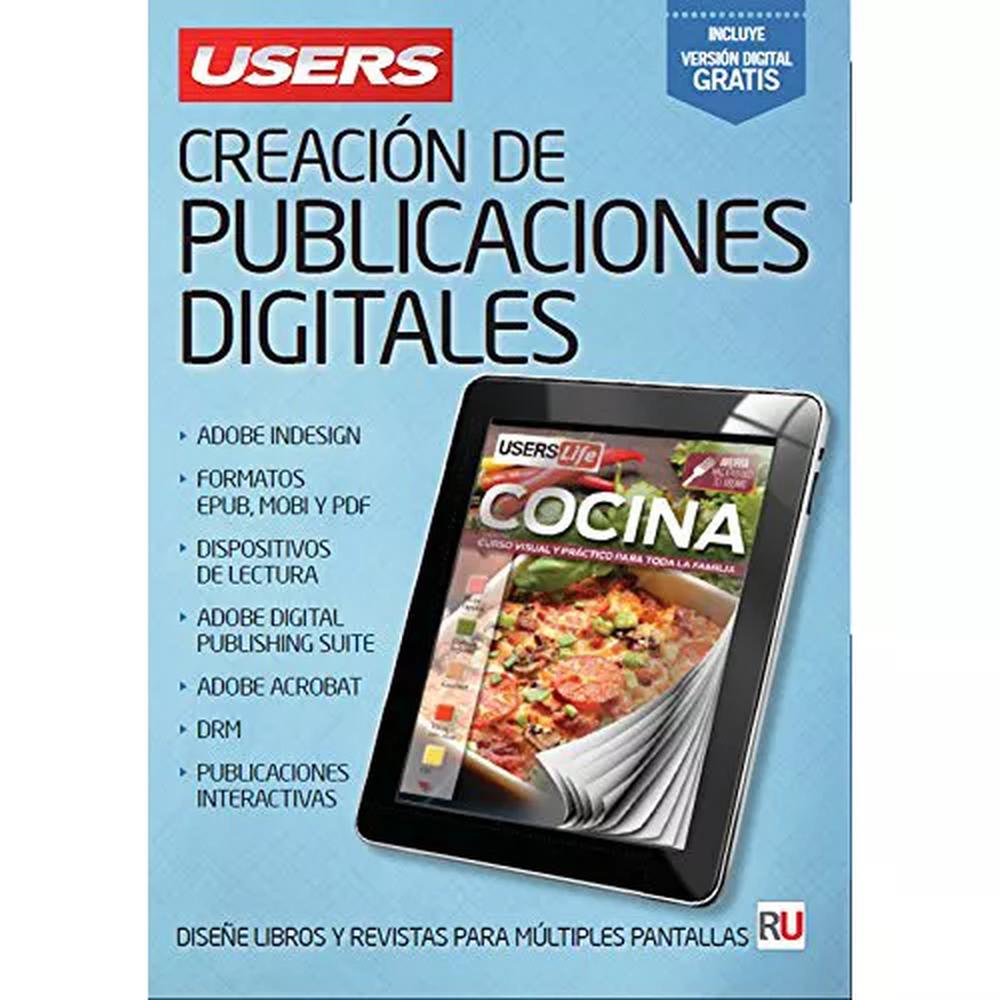 USERS
INCLUYE
VERSIÓN DIGITAL
GRATIS
CREACIÓN DE
PUBLICACIONES
DIGITALES
ADOBE INDESIGN
FORMATOS
EPUB, MOBI Y PDF
DISPOSITIVOS
DE LECTURA
ADOBE DIGITAL
PUBLISHING SUITE
ADOBE ACROBAT
DRM
PUBLICACIONES
INTERACTIVAS
USERS Life
COCINA
CURSO VISUAL Y PRÁCTICO PARA TODA LA FAMILIA
DISEÑE LIBROS Y REVISTAS PARA MÚLTIPLES PANTALLAS
RU